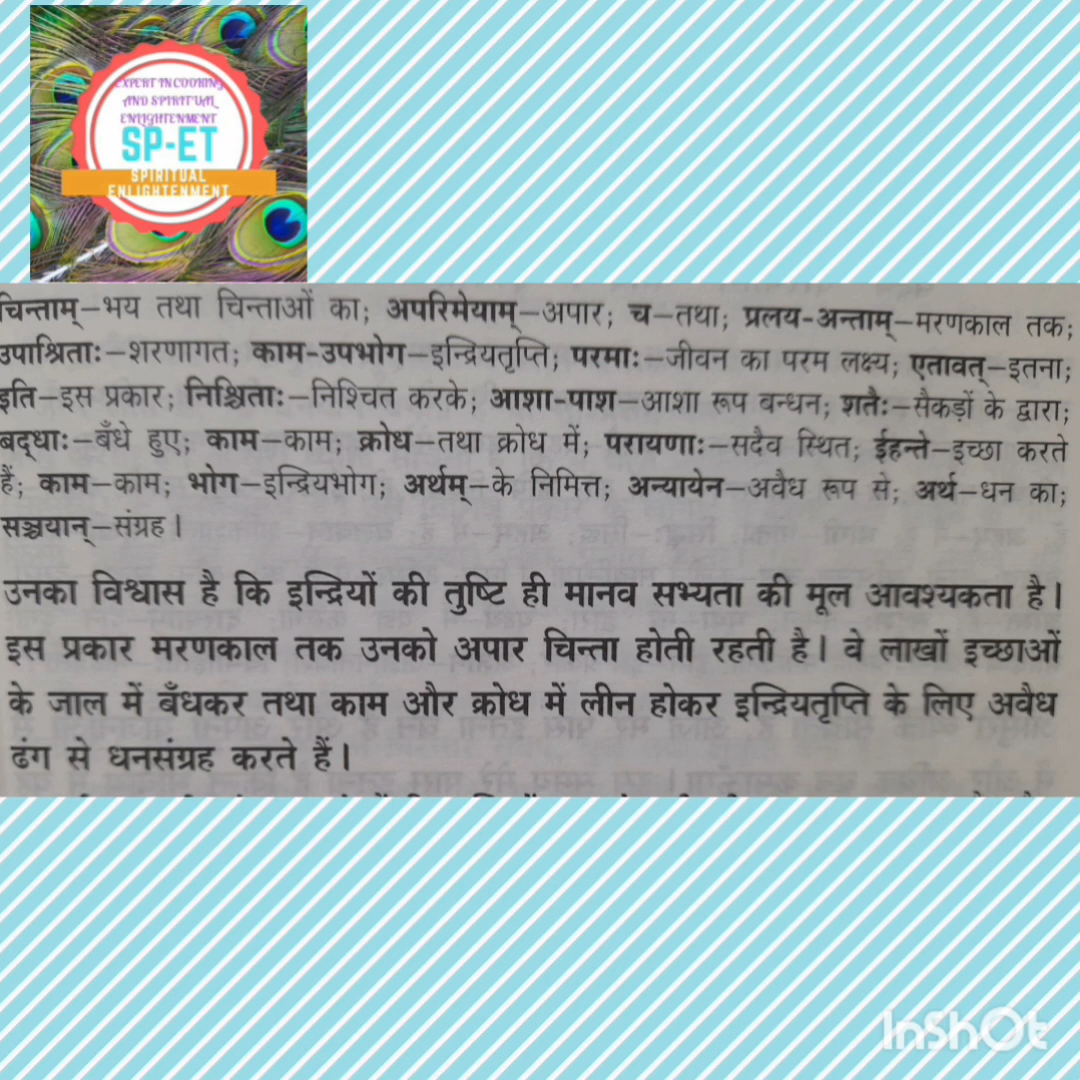 EXPERT IN COOKING
AND SPIRITUAL
ENLIGHTENMENT
SP-ET
SPIRITUAL
ENLIGHTENMENT
चिन्ताम्–भय तथा चिन्ताओं का; अपरिमेयाम्–अपार; च–तथा; प्रलय-अन्ताम्–मरणकाल तक;
उपाश्रिताः–शरणागत; काम-उपभोग–इन्द्रियतृप्ति; परमाः–जीवन का परम लक्ष्य; एतावत्–इतना;
इति–इस प्रकार; निश्चिताः–निश्चित करके; आशा-पाश–आशा रूप बन्धन; शतैः–सैकड़ों के द्वारा;
बद्धाः–बँधे हुए; काम–काम; क्रोध–तथा क्रोध में; परायणाः–सदैव स्थित; ईहन्ते–इच्छा करते
हैं; काम–काम; भोग–इन्द्रियभोग; अर्थम्–के निमित्त; अन्यायेन–अवैध रूप से; अर्थ–धन का;
सञ्चयान्–संग्रह।
उनका विश्वास है कि इन्द्रियों की तुष्टि ही मानव सभ्यता की मूल आवश्यकता है।
इस प्रकार मरणकाल तक उनको अपार चिन्ता होती रहती है। वे लाखों इच्छाओं
के जाल में बँधकर तथा काम और क्रोध में लीन होकर इन्द्रियतृप्ति के लिए अवैध
ढंग से धनसंग्रह करते हैं।
InShOt